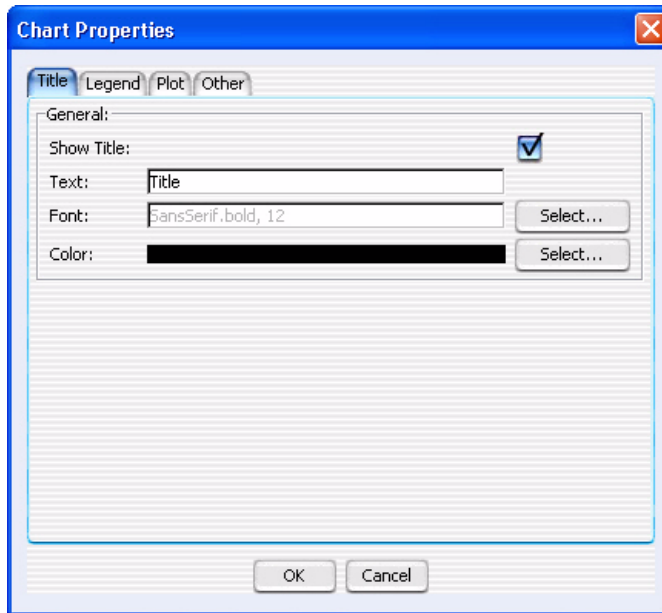 Chart Properties
Title Legend Plot Other
General:
Show Title:
Text: Title
Font: SansSerif.bold, 12 Select...
Color: Select...
OK Cancel